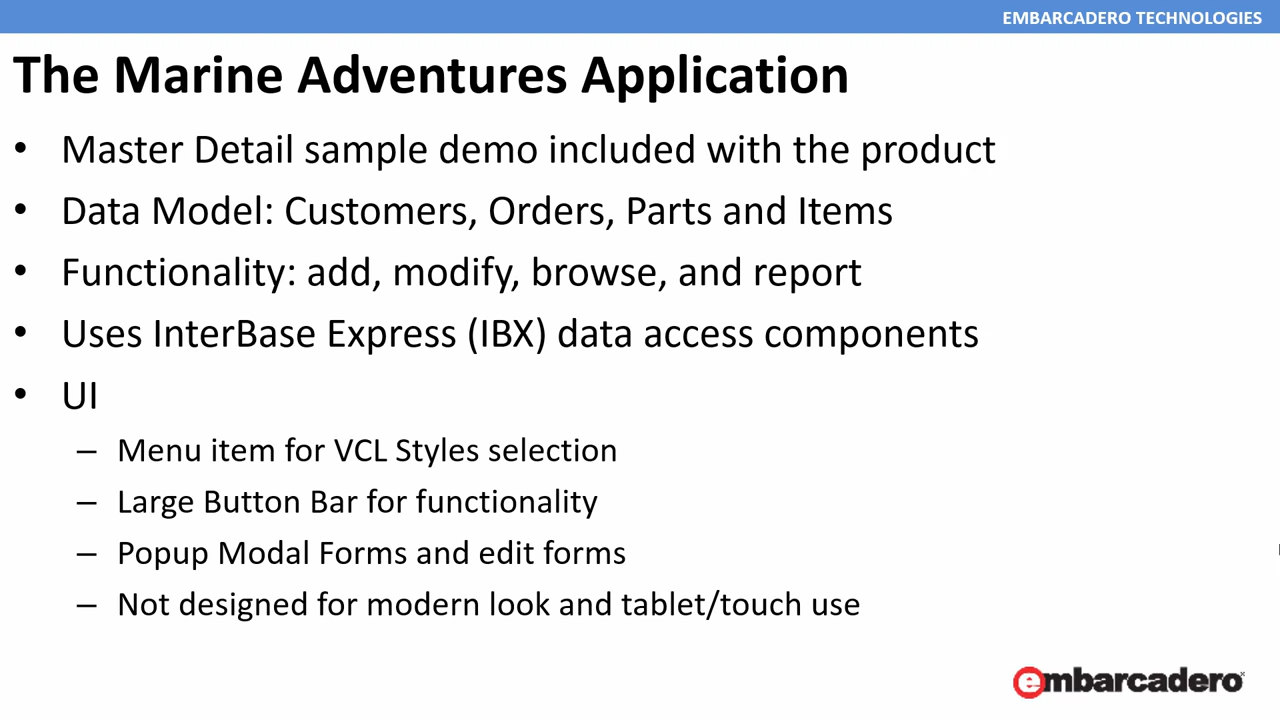 EMBARCADERO TECHNOLOGIES
The Marine Adventures Application
• Master Detail sample demo included with the product
• Data Model: Customers, Orders, Parts and Items
• Functionality: add, modify, browse, and report
• Uses InterBase Express (IBX) data access components
• UI
– Menu item for VCL Styles selection
– Large Button Bar for functionality
– Popup Modal Forms and edit forms
– Not designed for modern look and tablet/touch use
embarcadero